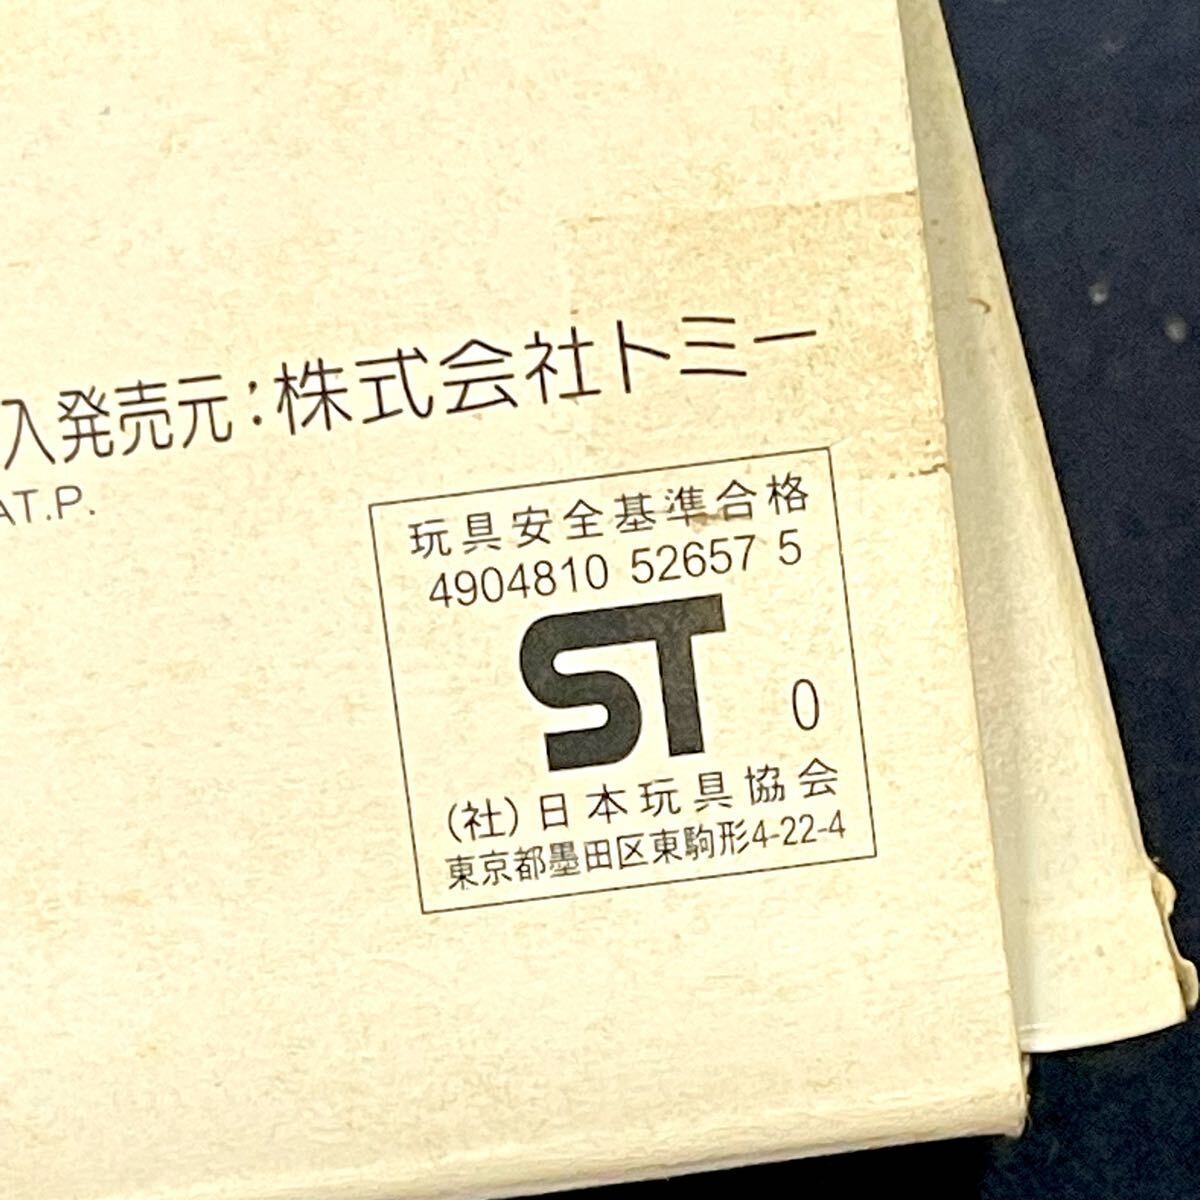 入発売元：株式会社トミー
AT.P.
玩具安全基準合格
4904810 52657 5
ST
0
(社)日本玩具協会
東京都墨田区東駒形4-22-4